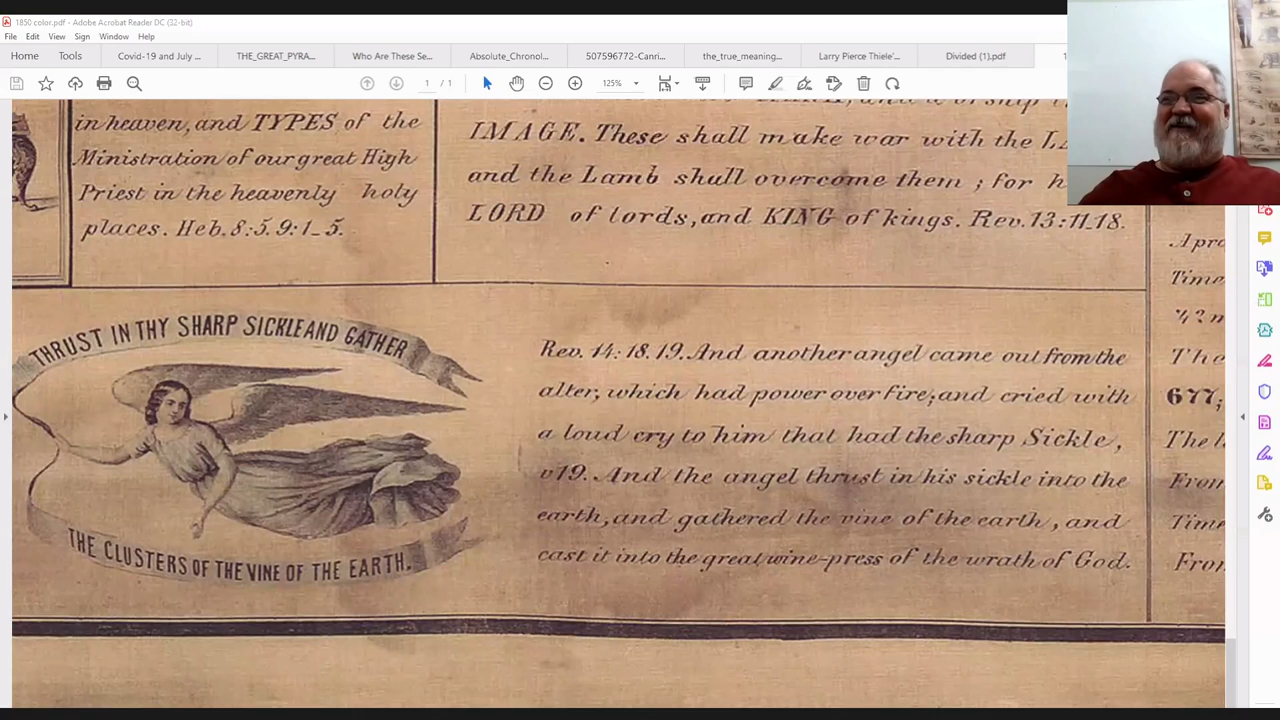 1850 color.pdf - Adobe Acrobat Reader DC (32-bit)
File Edit View Sign Window Help
Home Tools Covid-19 and July ... THE_GREAT_PYRA... Who Are These Se... Absolute_Chronol... 507596772-Canni... the_true_meaning... Larry Pierce Thiele'... Divided (1).pdf
1 / 1 125%
in heaven, and TYPES of the
Ministration of our great High
Priest in the heavenly holy
places. Heb. 8:5. 9:1_5.
IMAGE. These shall make war with the
and the Lamb shall overcome them ; for
LORD of lords, and KING of kings. Rev. 13:11_18.
THRUST IN THY SHARP SICKLE AND GATHER
THE CLUSTERS OF THE VINE OF THE EARTH.
Rev. 14:18.19. And another angel came out from the
alter, which had power over fire; and cried with
a loud cry to him that had the sharp Sickle,
v19. And the angel thrust in his sickle into the
earth, and gathered the vine of the earth, and
cast it into the great wine-press of the wrath of God.
Time
The
677;
The
From
Time
From